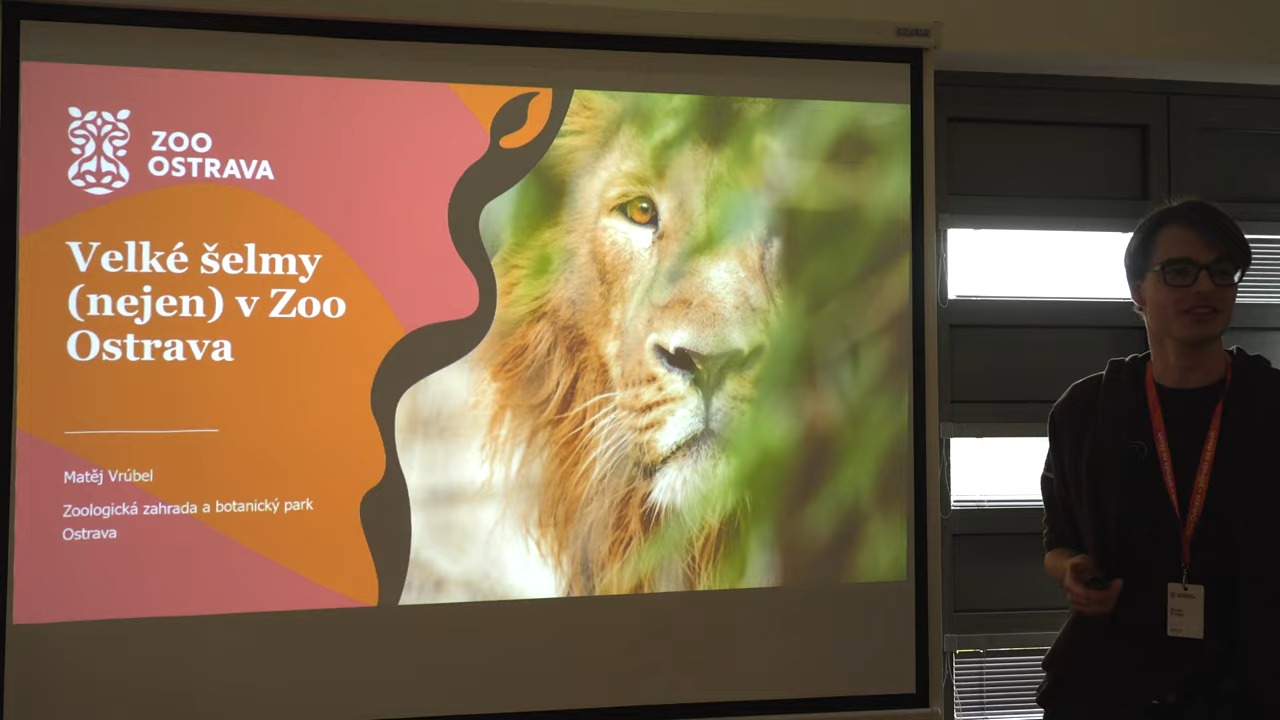 ZOO
OSTRAVA
Velké šelmy
(nejen) v Zoo
Ostrava
Matěj Vrúbel
Zoologická zahrada a botanický park
Ostrava